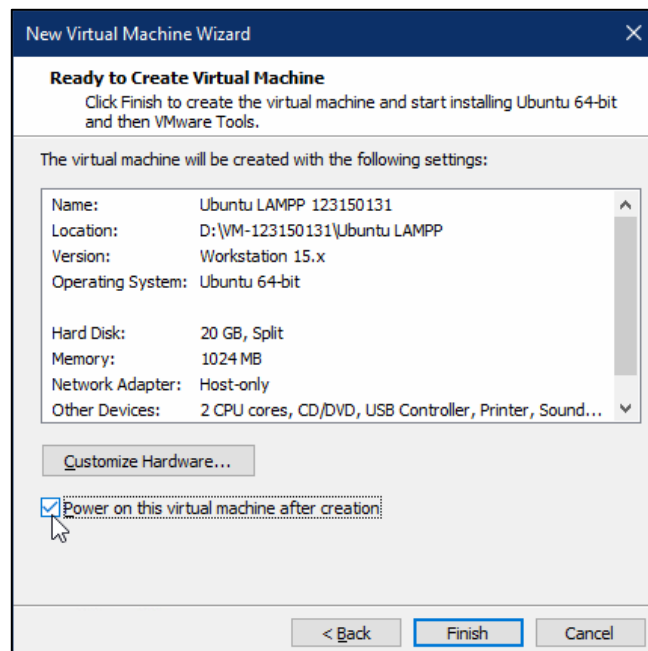 New Virtual Machine Wizard
Ready to Create Virtual Machine
Click Finish to create the virtual machine and start installing Ubuntu 64-bit
and then VMware Tools.
The virtual machine will be created with the following settings:
Name: Ubuntu LAMPP 123150131
Location: D:\VM-123150131\Ubuntu LAMPP
Version: Workstation 15.x
Operating System: Ubuntu 64-bit
Hard Disk: 20 GB, Split
Memory: 1024 MB
Network Adapter: Host-only
Other Devices: 2 CPU cores, CD/DVD, USB Controller, Printer, Sound...
Customize Hardware...
Power on this virtual machine after creation
< Back Finish Cancel